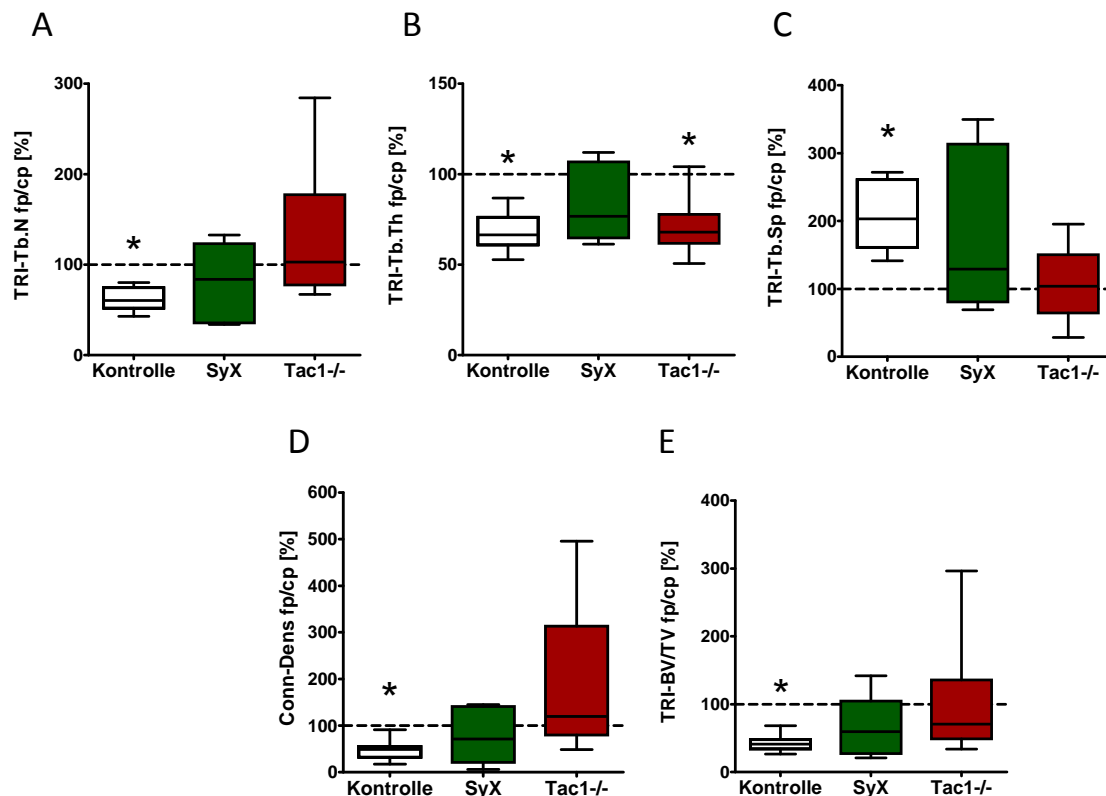 A
B
C
TRI-Tb.N fp/cp [%]
300
200
100
0
*
Kontrolle SyX Tac1-/-
TRI-Tb.Th fp/cp [%]
150
100
50
0
* *
Kontrolle SyX Tac1-/-
TRI-Tb.Sp fp/cp [%]
400
300
200
100
0
*
Kontrolle SyX Tac1-/-
D
E
Conn-Dens fp/cp [%]
600
500
400
300
200
100
0
*
Kontrolle SyX Tac1-/-
TRI-BV/TV fp/cp [%]
400
300
200
100
0
*
Kontrolle SyX Tac1-/-